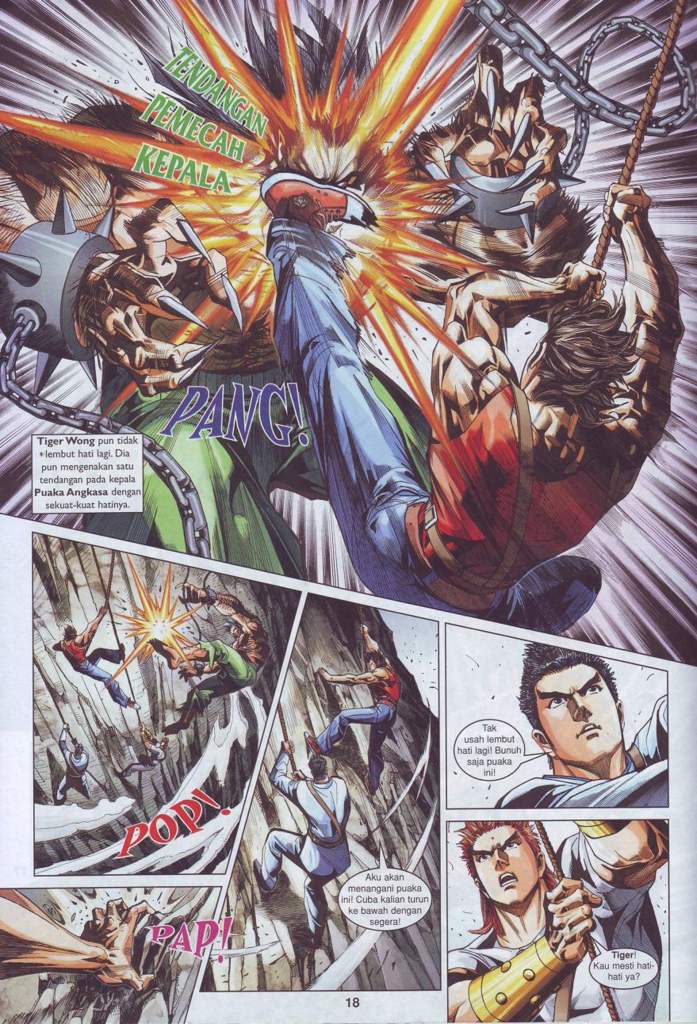 TENDANGAN
PEMECAH
KEPALA
PANG!
Tiger Wong pun tidak
lembut hati lagi. Dia
pun mengenakan satu
tendangan pada kepala
Puaka Angkasa dengan
sekuat-kuat hatinya.
POP!
PAP!
Aku akan
menangani puaka
ini! Cuba kalian turun
ke bawah dengan
segera!
Tak
usah lembut
hati lagi! Bunuh
saja puaka
ini!
Tiger!
Kau mesti hati-
hati ya?
18